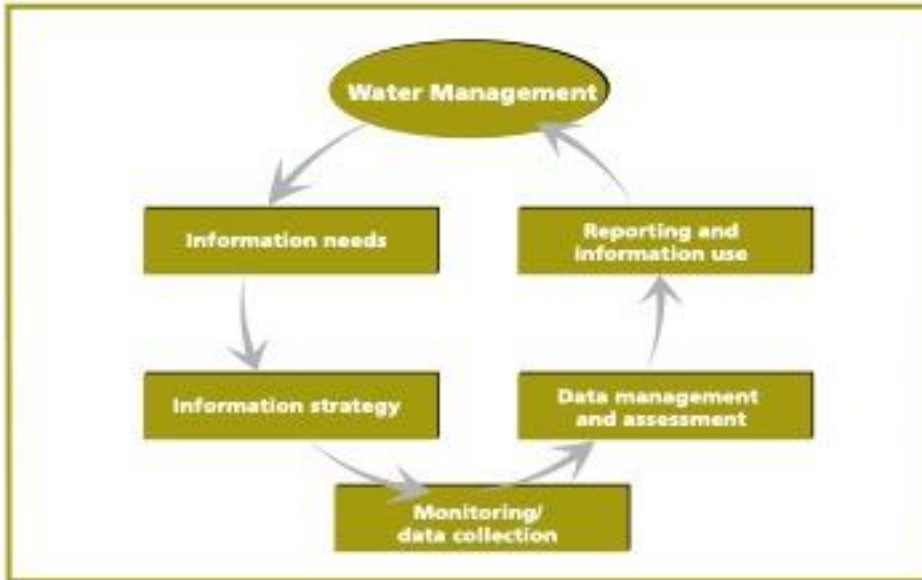 Water Management
Information needs
Information strategy
Monitoring/
data collection
Data management
and assessment
Reporting and
information use